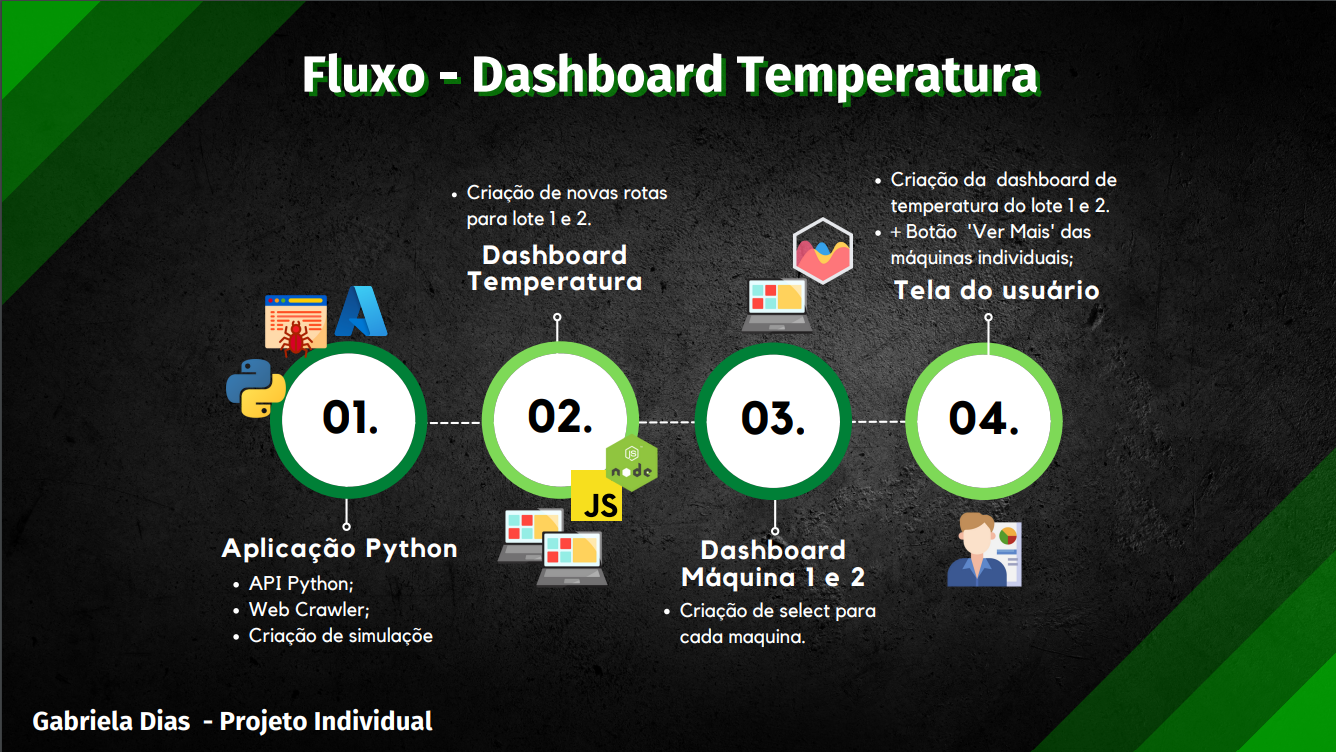 Fluxo - Dashboard Temperatura
• Criação de novas rotas
para lote 1 e 2.
Dashboard
Temperatura
• Criação da dashboard de
temperatura do lote 1 e 2.
• + Botão 'Ver Mais' das
máquinas individuais;
Tela do usuário
01.
02.
03.
04.
JS
node
JS
Aplicação Python
• API Python;
• Web Crawler;
• Criação de simulaçõe
Dashboard
Máquina 1 e 2
• Criação de select para
cada maquina.
Gabriela Dias - Projeto Individual